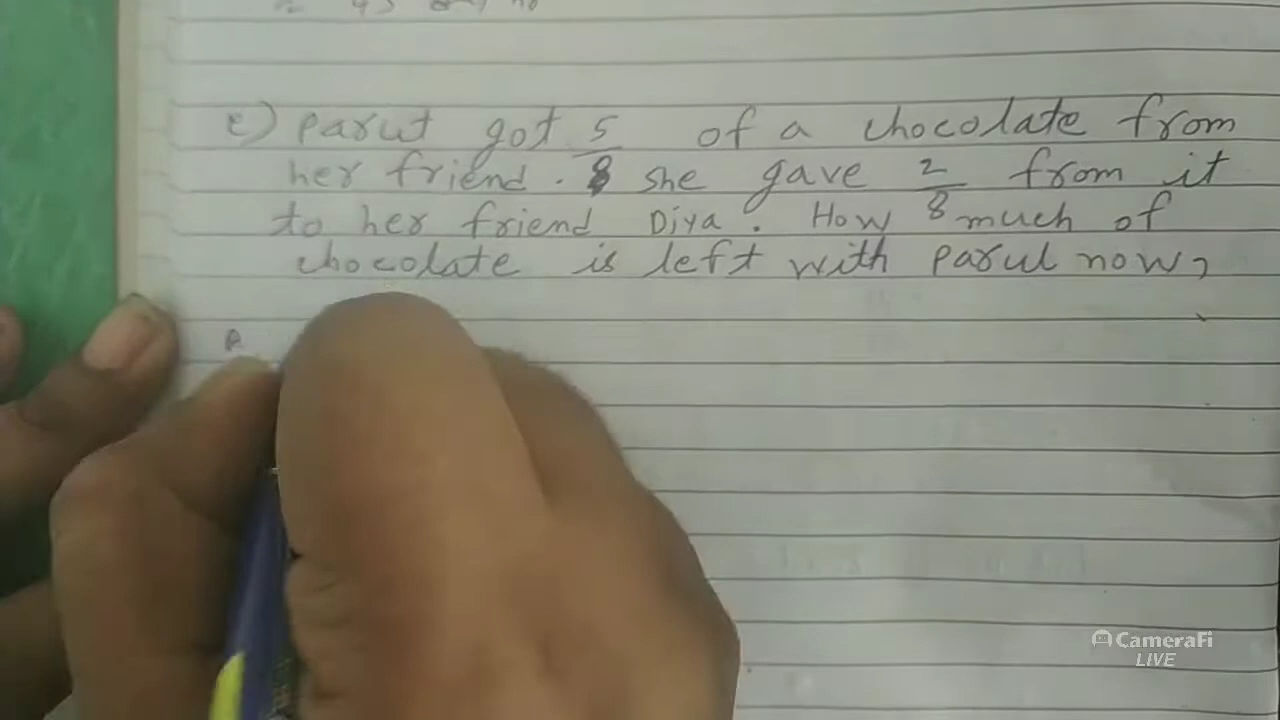 e) Parul got 5/8 of a chocolate from
her friend. She gave 2/8 from it
to her friend Diya. How much of
chocolate is left with parul now,
CameraFi
LIVE